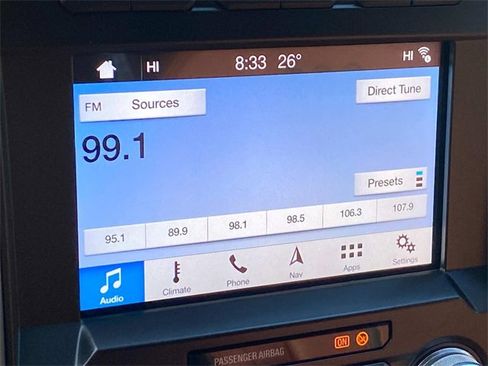 HI 8:33 26° HI
FM Sources Direct Tune
99.1
Presets
95.1 89.9 98.1 98.5 106.3 107.9
Audio Climate Phone Nav Apps Settings
PASSENGER AIRBAG ON